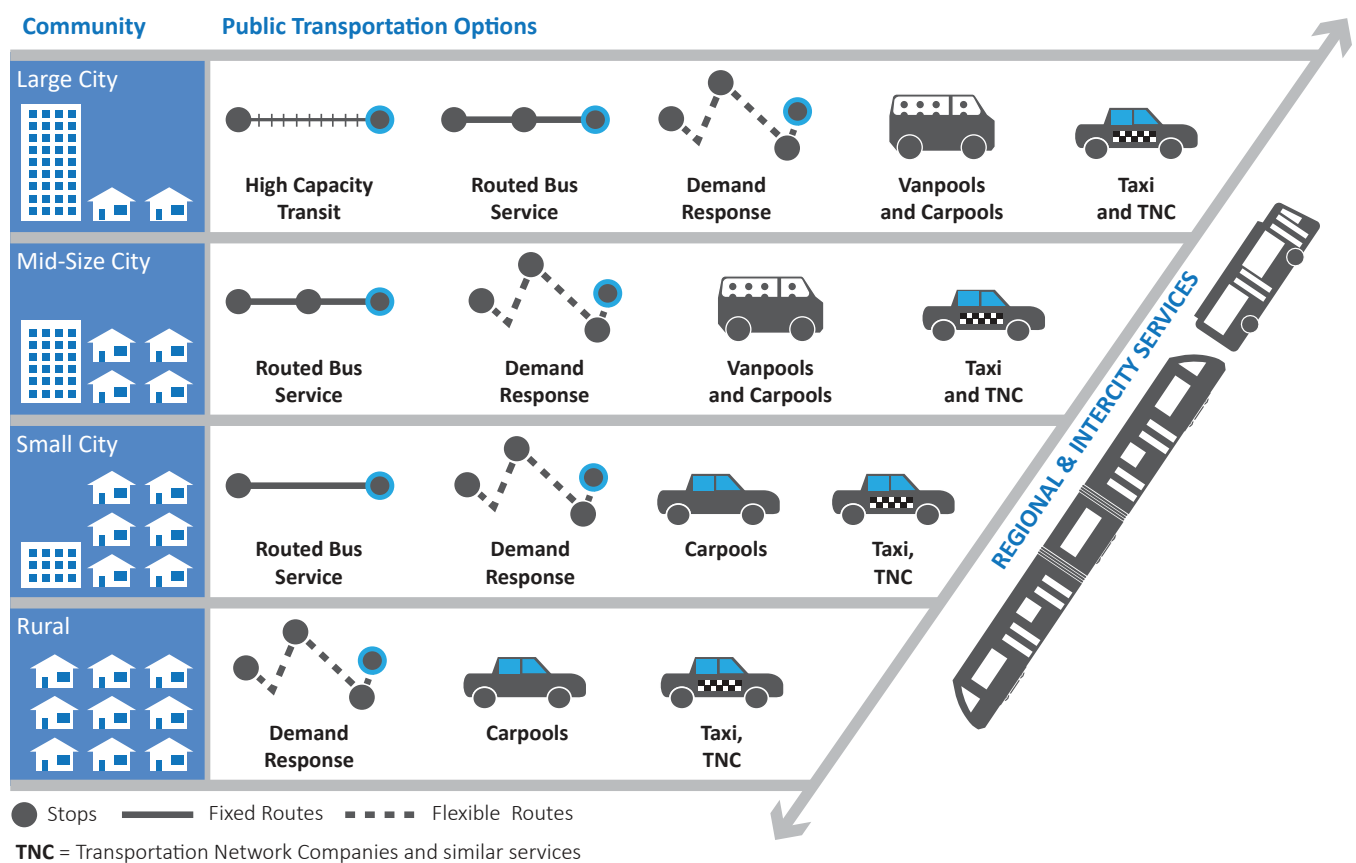 Community
Public Transportation Options
Large City
High Capacity
Transit
Routed Bus
Service
Demand
Response
Vanpools
and Carpools
Taxi
and TNC
Mid-Size City
Routed Bus
Service
Demand
Response
Vanpools
and Carpools
Taxi
and TNC
Small City
Routed Bus
Service
Demand
Response
Carpools
Taxi,
TNC
Rural
Demand
Response
Carpools
Taxi,
TNC
REGIONAL & INTERCITY SERVICES
Stops
Fixed Routes
Flexible Routes
TNC = Transportation Network Companies and similar services